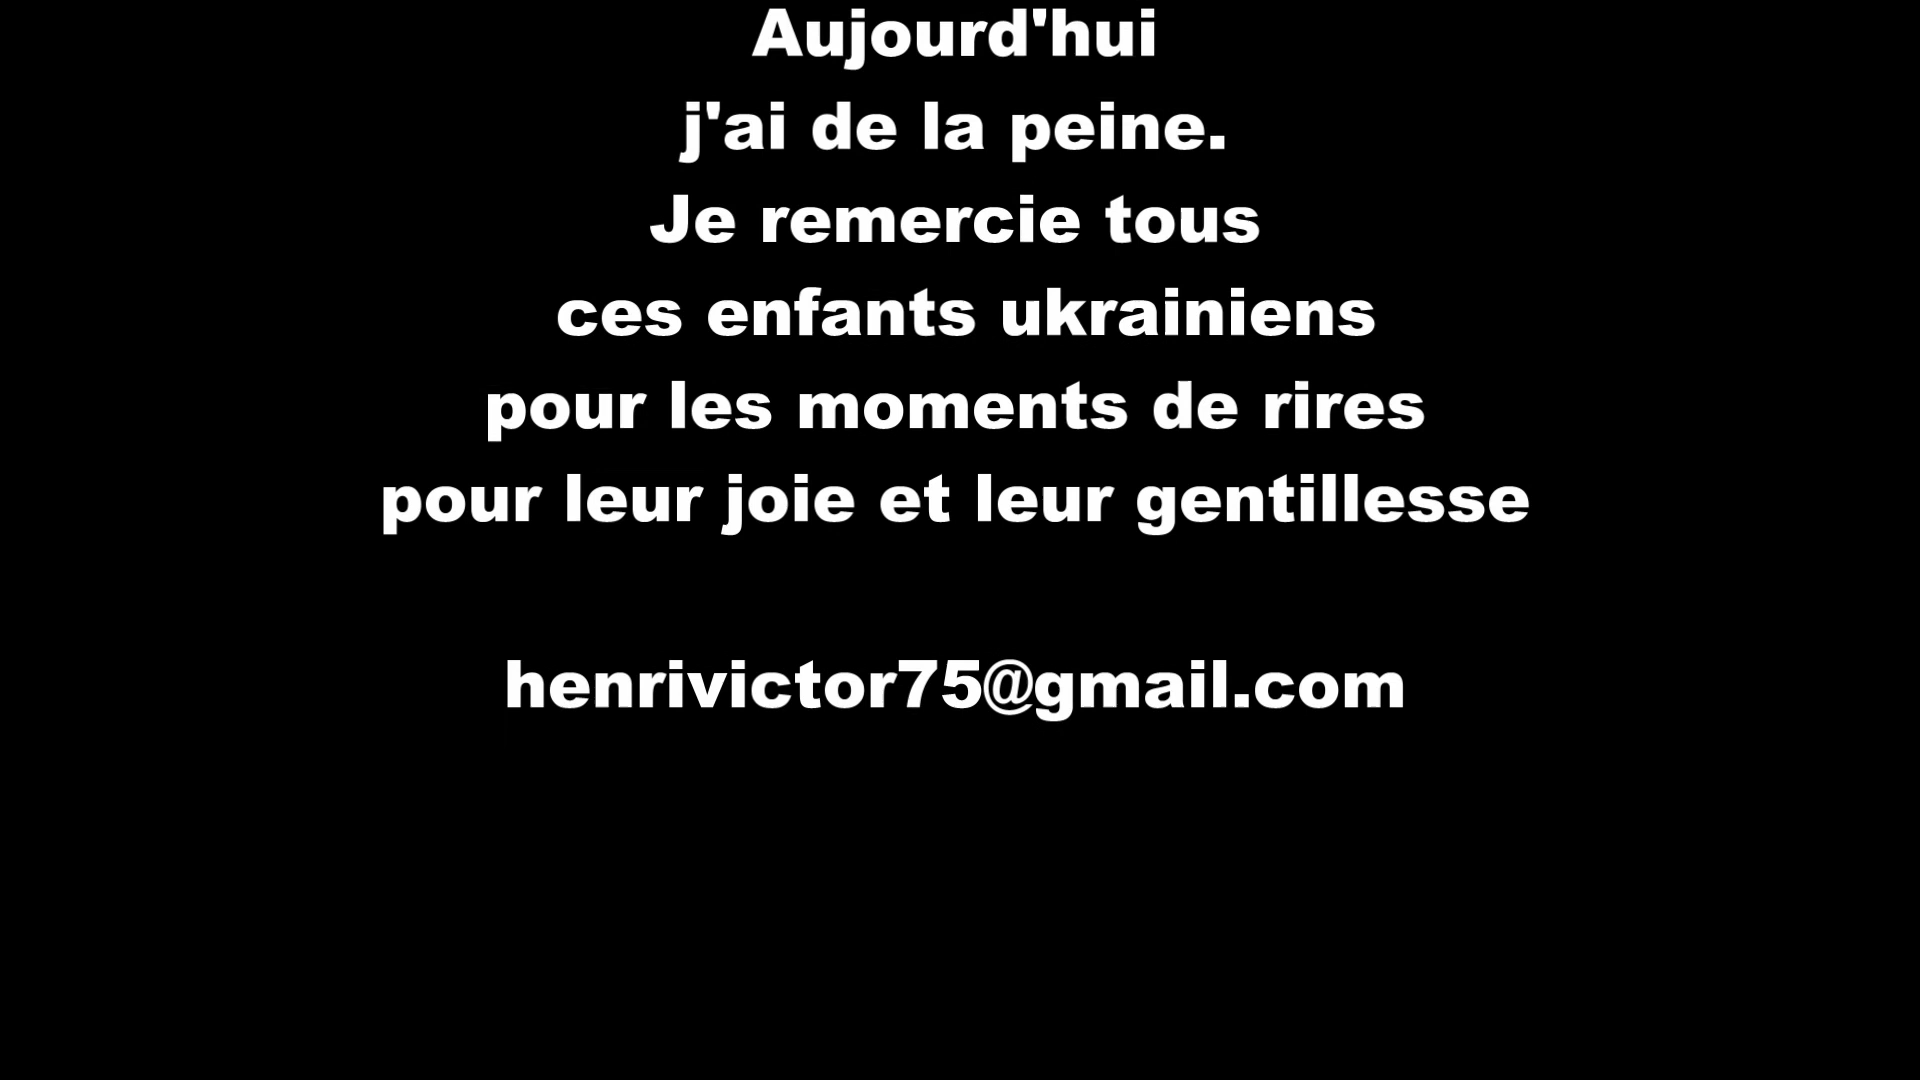 Aujourd'hui
j'ai de la peine.
Je remercie tous
ces enfants ukrainiens
pour les moments de rires
pour leur joie et leur gentillesse
henrivictor75@gmail.com